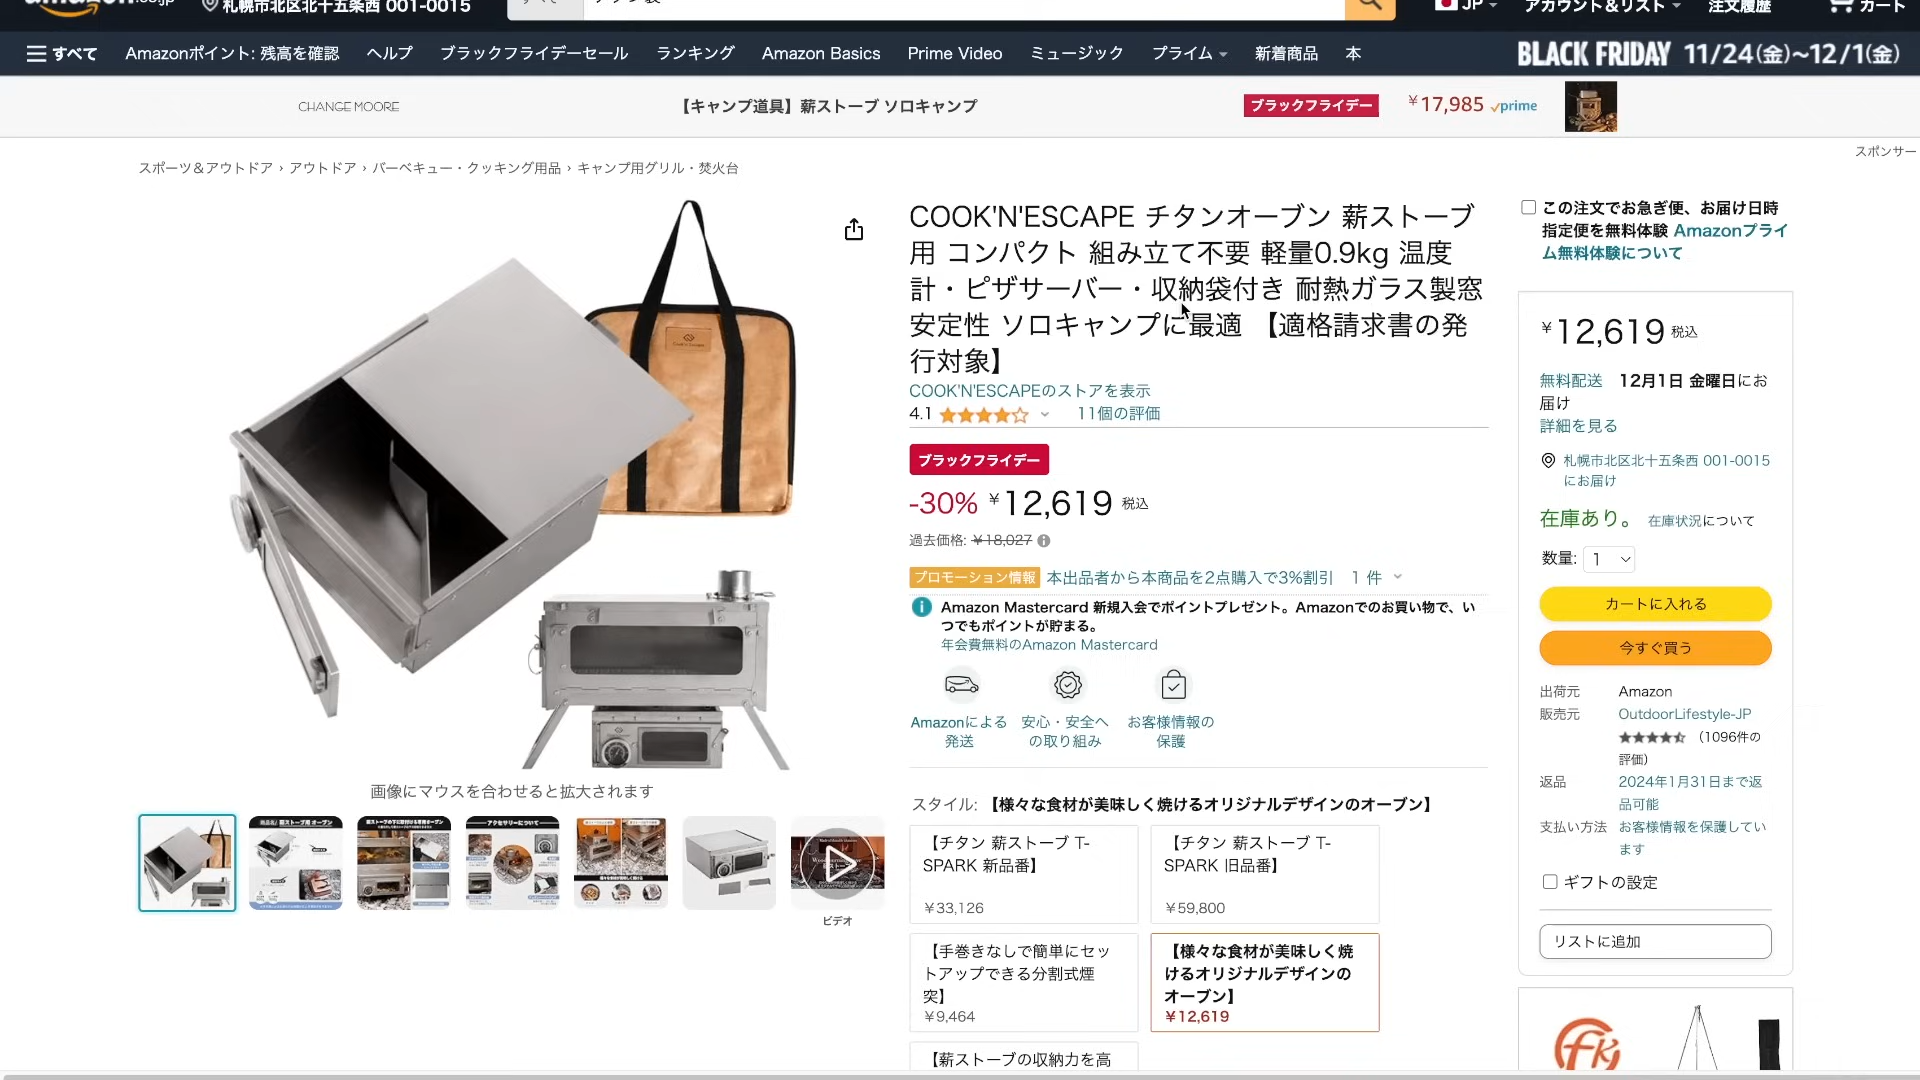 札幌市北区北十五条西 001-0015
JP
アカウント＆リスト
注文履歴
カート
すべて
Amazonポイント: 残高を確認
ヘルプ
ブラックフライデーセール
ランキング
Amazon Basics
Prime Video
ミュージック
プライム
新着商品
本
BLACK FRIDAY 11/24(金)~12/1(金)
CHANGE MOORE
【キャンプ道具】薪ストーブ ソロキャンプ
ブラックフライデー
¥17,985 prime
スポンサー
スポーツ＆アウトドア › アウトドア › バーベキュー・クッキング用品 › キャンプ用グリル・焚火台
画像にマウスを合わせると拡大されます
ビデオ
COOK'N'ESCAPE チタンオーブン 薪ストーブ
用 コンパクト 組み立て不要 軽量0.9kg 温度
計・ピザサーバー・収納袋付き 耐熱ガラス製窓
安定性 ソロキャンプに最適 【適格請求書の発
行対象】
COOK'N'ESCAPEのストアを表示
4.1
11個の評価
ブラックフライデー
-30% ¥12,619 税込
過去価格: ¥18,027
プロモーション情報 本出品者から本商品を2点購入で3%割引 1 件
Amazon Mastercard 新規入会でポイントプレゼント。Amazonでのお買い物で、い
つでもポイントが貯まる。
年会費無料のAmazon Mastercard
Amazonによる
発送
安心・安全へ
の取り組み
お客様情報の
保護
スタイル: 【様々な食材が美味しく焼けるオリジナルデザインのオーブン】
【チタン 薪ストーブ T-
SPARK 新品番】
¥33,126
【チタン 薪ストーブ T-
SPARK 旧品番】
¥59,800
【手巻きなしで簡単にセッ
トアップできる分割式煙
突】
¥9,464
【様々な食材が美味しく焼
けるオリジナルデザインの
オーブン】
¥12,619
【薪ストーブの収納力を高
この注文でお急ぎ便、お届け日時
指定便を無料体験 Amazonプライ
ム無料体験について
¥12,619 税込
無料配送 12月1日 金曜日にお
届け
詳細を見る
札幌市北区北十五条西 001-0015
にお届け
在庫あり。 在庫状況について
数量: 1
カートに入れる
今すぐ買う
出荷元 Amazon
販売元 OutdoorLifestyle-JP
（1096件の
評価）
返品 2024年1月31日まで返
品可能
支払い方法 お客様情報を保護してい
ます
ギフトの設定
リストに追加